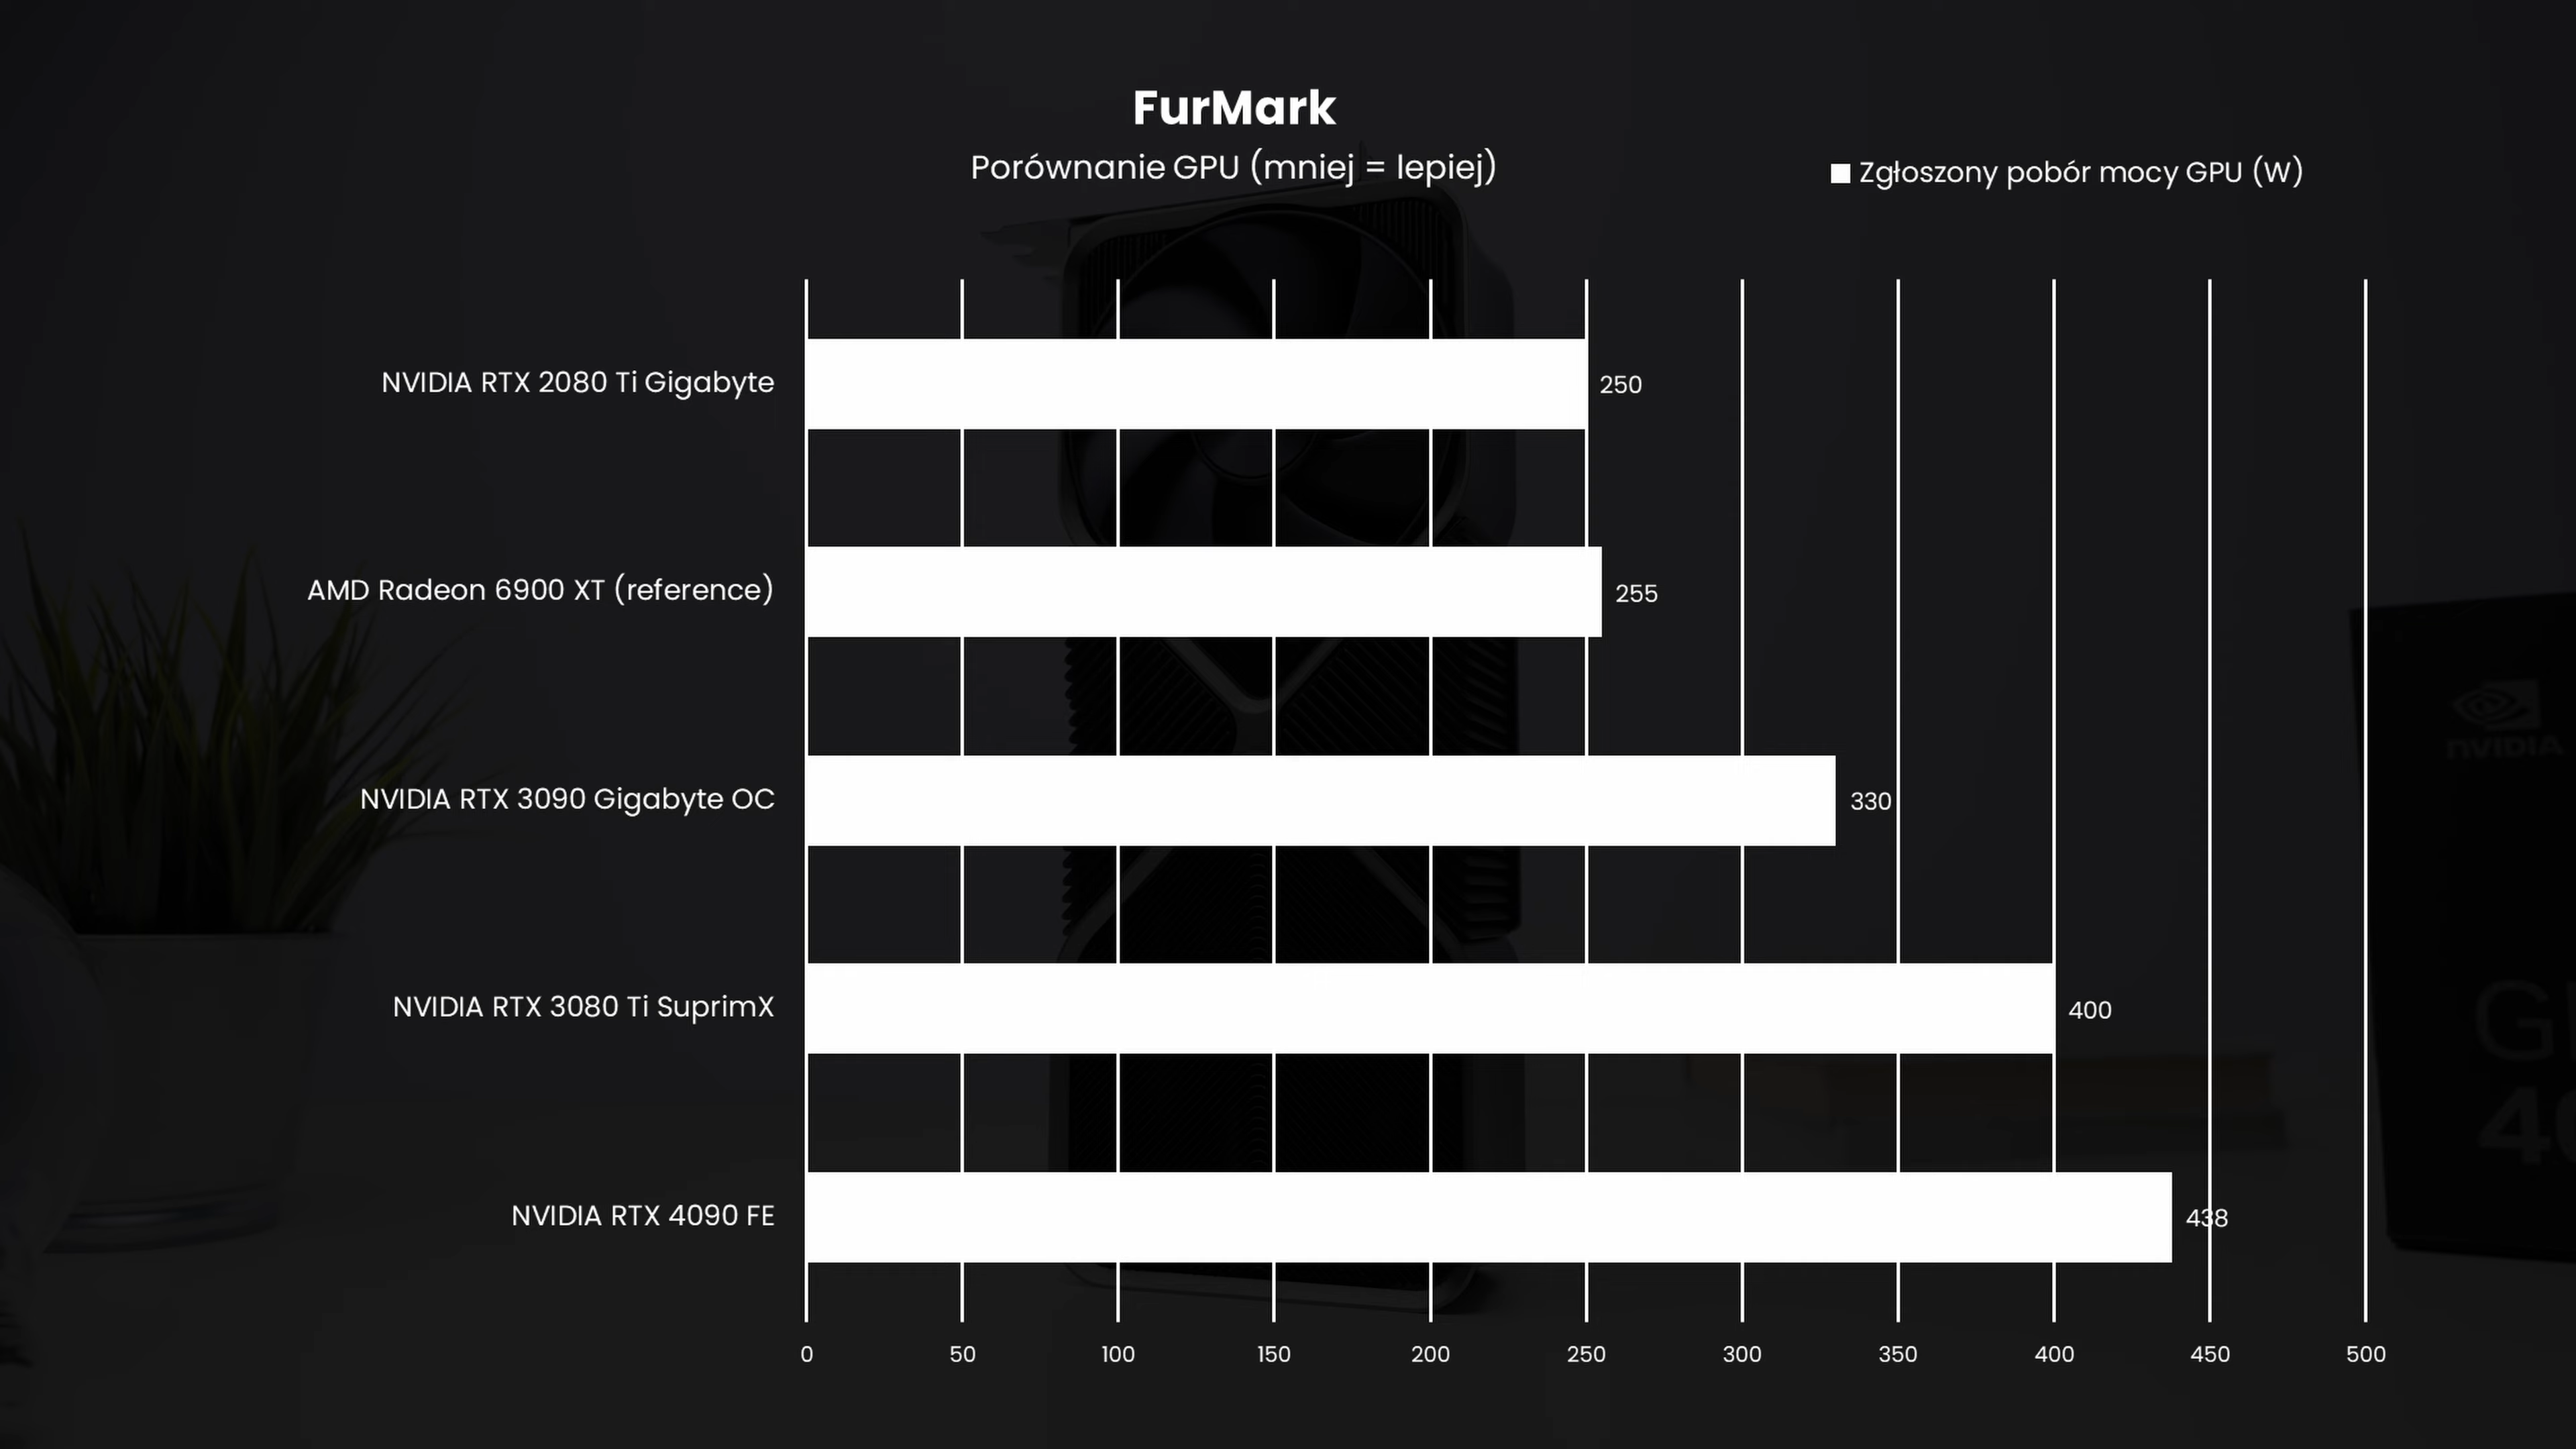 FurMark
Porównanie GPU (mniej = lepiej)
Zgłoszony pobór mocy GPU (W)
NVIDIA RTX 2080 Ti Gigabyte
250
AMD Radeon 6900 XT (reference)
255
NVIDIA RTX 3090 Gigabyte OC
330
NVIDIA RTX 3080 Ti SuprimX
400
NVIDIA RTX 4090 FE
438
0 50 100 150 200 250 300 350 400 450 500
NVIDIA